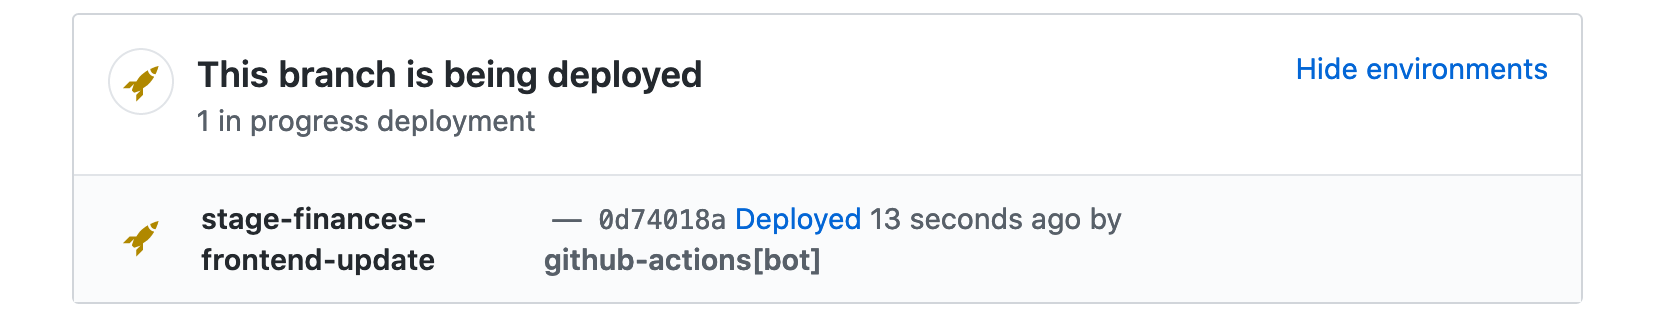 This branch is being deployed
Hide environments
1 in progress deployment
stage-finances-
frontend-update
— 0d74018a Deployed 13 seconds ago by
github-actions[bot]